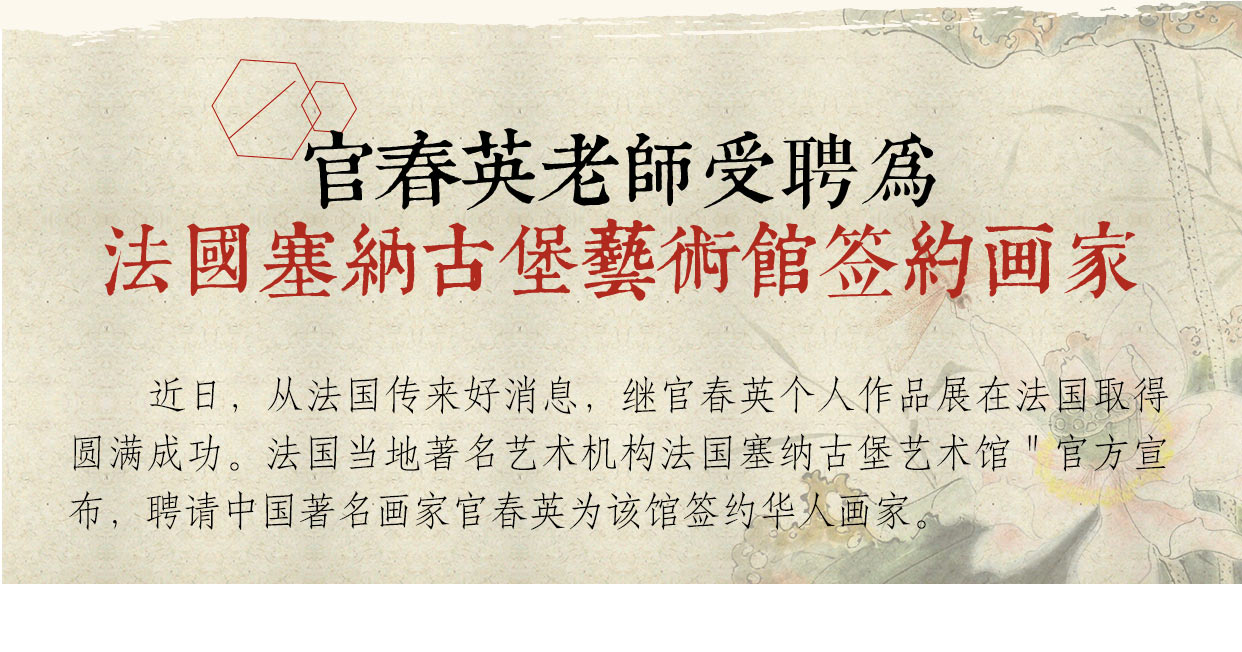 官春英老師受聘爲
法國塞納古堡藝術館签約画家
近日，从法国传来好消息，继官春英个人作品展在法国取得
圆满成功。法国当地著名艺术机构法国塞纳古堡艺术馆＂官方宣
布，聘请中国著名画家官春英为该馆签约华人画家。